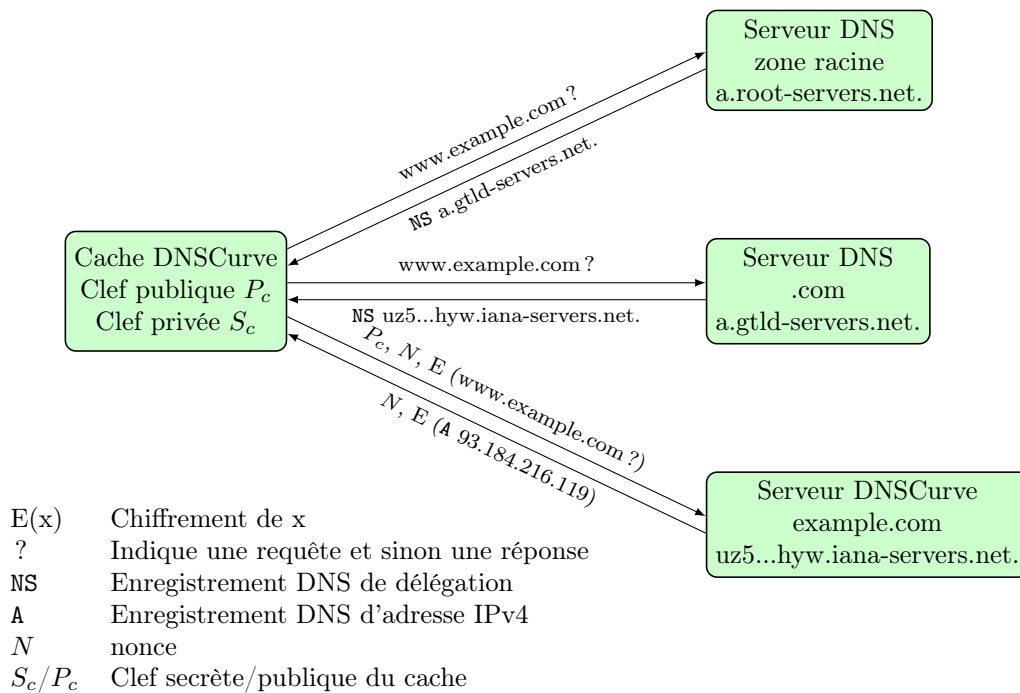 Serveur DNS
zone racine
a.root-servers.net.
www.example.com ?
NS a.gtld-servers.net.
Cache DNSCurve
Clef publique P_c
Clef privée S_c
www.example.com ?
NS uz5...hyw.iana-servers.net.
Serveur DNS
.com
a.gtld-servers.net.
P_c, N, E (www.example.com ?)
N, E (A 93.184.216.119)
Serveur DNSCurve
example.com
uz5...hyw.iana-servers.net.
E(x) Chiffrement de x
? Indique une requête et sinon une réponse
NS Enregistrement DNS de délégation
A Enregistrement DNS d'adresse IPv4
N nonce
S_c/P_c Clef secrète/publique du cache